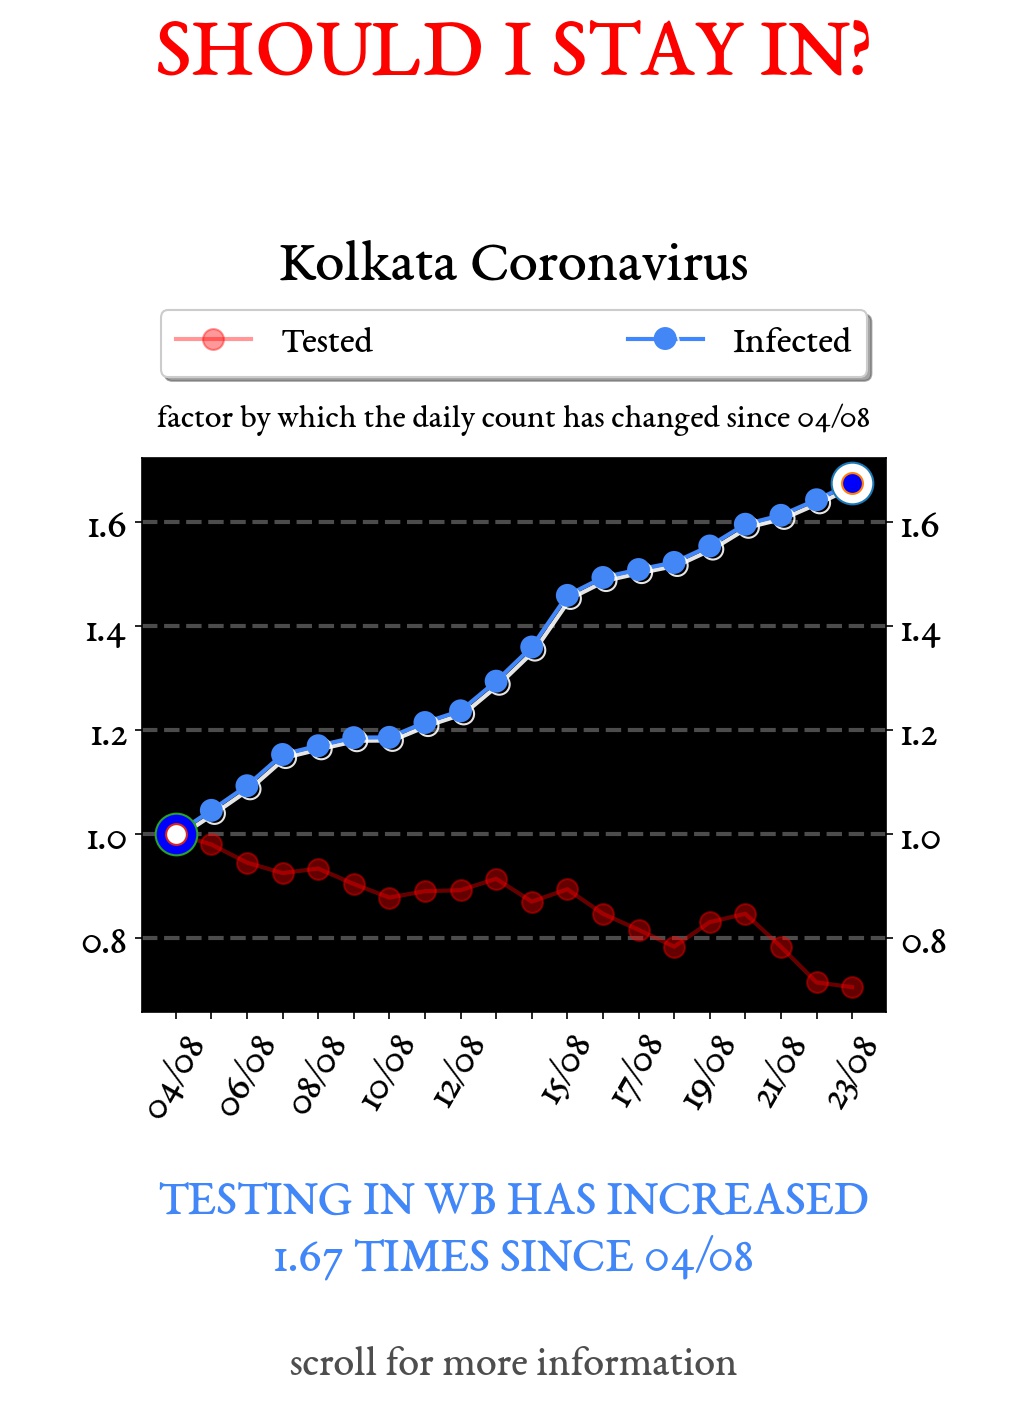 SHOULD I STAY IN?
Kolkata Coronavirus
Tested Infected
factor by which the daily count has changed since 04/08
1.6 1.6
1.4 1.4
1.2 1.2
1.0 1.0
0.8 0.8
04/08 06/08 08/08 10/08 12/08 15/08 17/08 19/08 21/08 23/08
TESTING IN WB HAS INCREASED
1.67 TIMES SINCE 04/08
scroll for more information